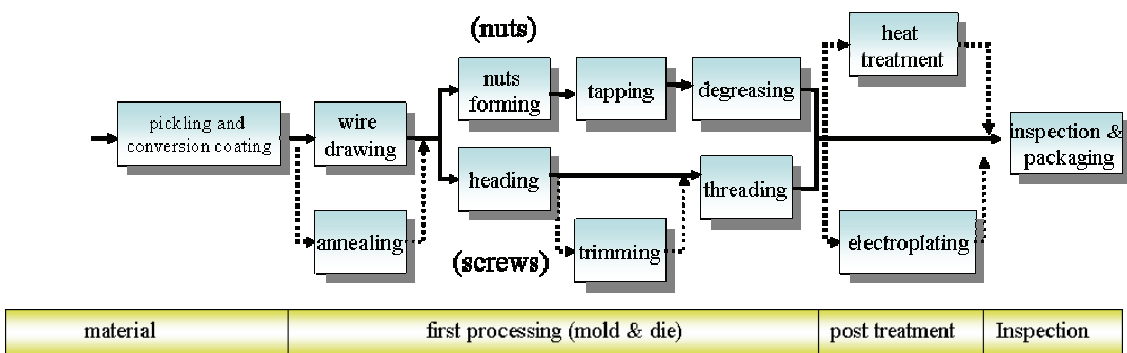 (nuts)
heat
treatment
nuts
forming
tapping
degreasing
pickling and
conversion coating
wire
drawing
inspection &
packaging
heading
threading
annealing
trimming
electroplating
(screws)
material
first processing (mold & die)
post treatment
Inspection